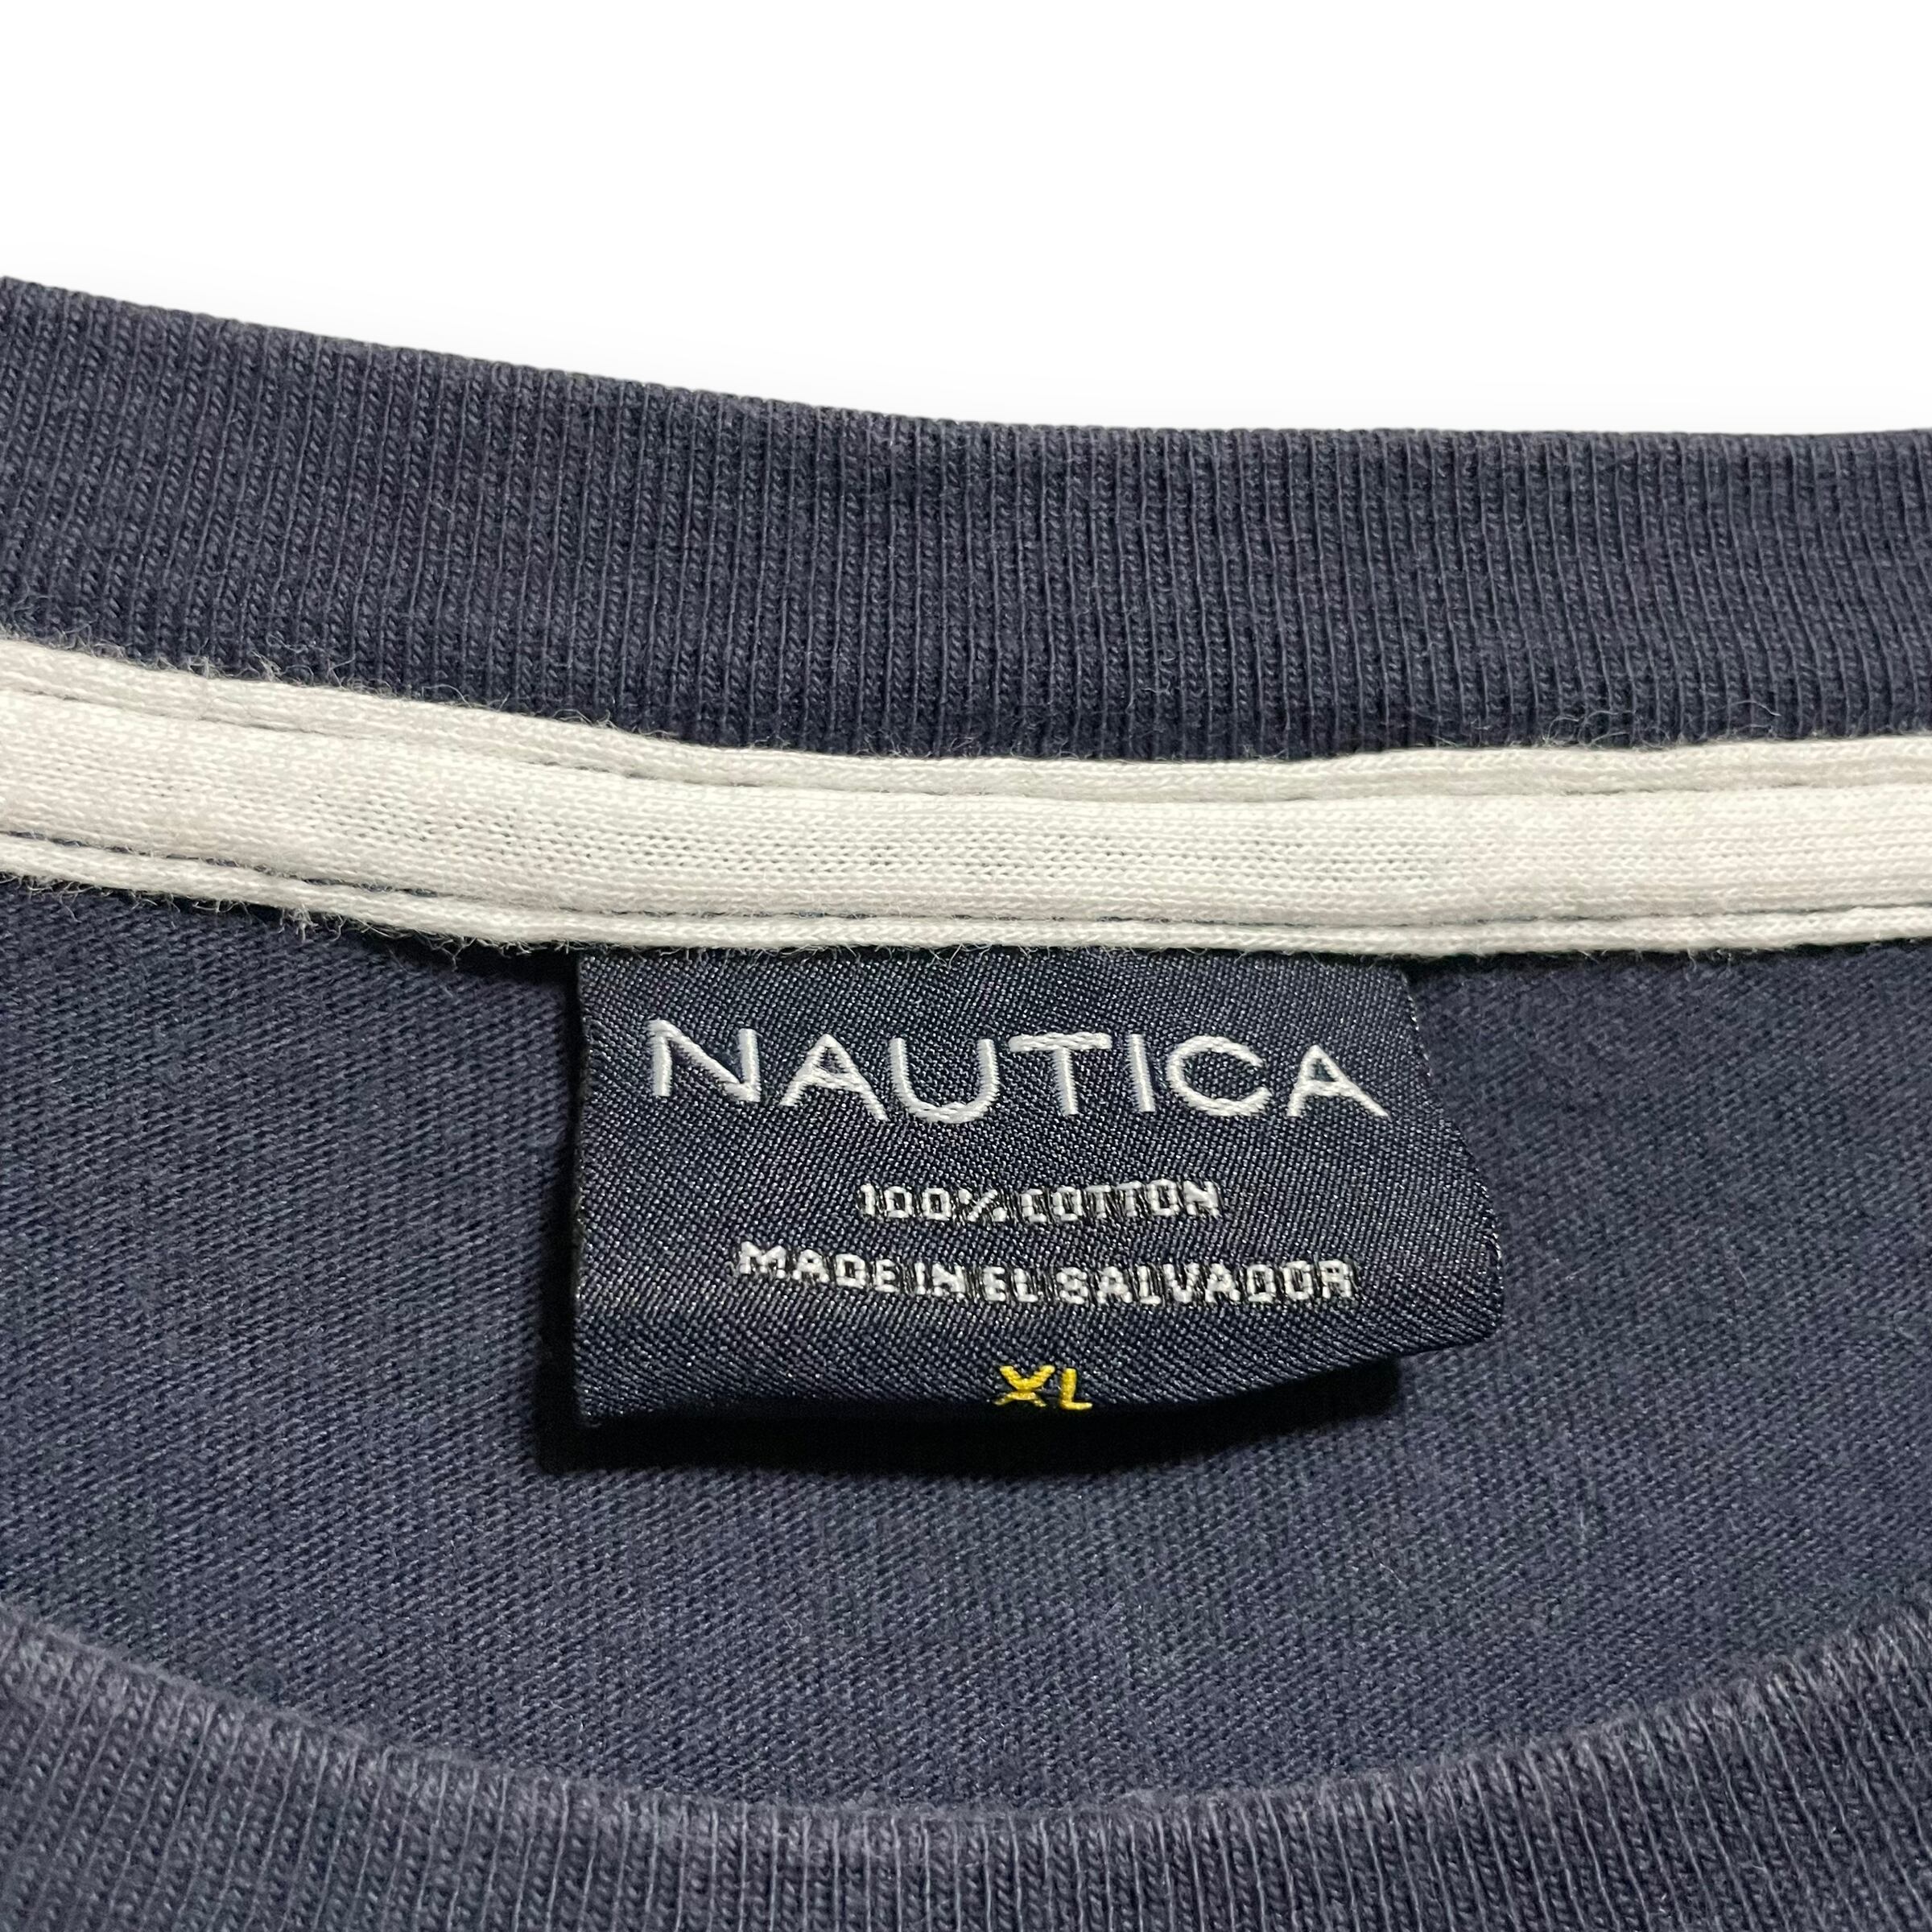 NAUTICA
100% COTTON
MADE IN EL SALVADOR
XL